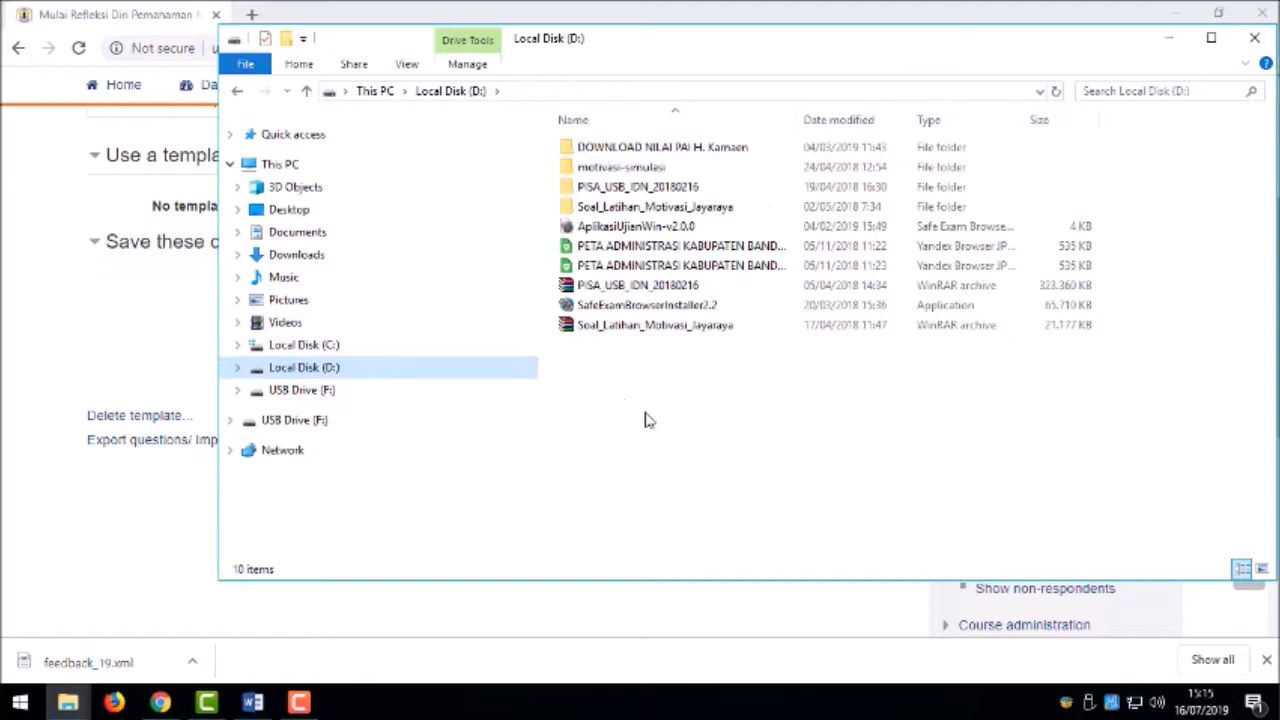 Mulai Refleksi Diri Pemahaman
Not secure
Home
Use a templa
No templa
Save these
Delete template...
Export questions/ Imp
Drive Tools
Local Disk (D:)
File
Home
Share
View
Manage
This PC
Local Disk (D:)
Search Local Disk (D:)
Quick access
This PC
3D Objects
Desktop
Documents
Downloads
Music
Pictures
Videos
Local Disk (C:)
Local Disk (D:)
USB Drive (F:)
USB Drive (F:)
Network
Name Date modified Type Size
DOWNLOAD NILAI PAI H. Karnaen 04/03/2019 11:43 File folder
motivasi-simulasi 24/04/2018 12:54 File folder
PISA_USB_IDN_20180216 19/04/2018 16:30 File folder
Soal_Latihan_Motivasi_Jayaraya 02/05/2018 7:34 File folder
AplikasiUjianWin-v2.0.0 04/02/2019 15:49 Safe Exam Browse... 4 KB
PETA ADMINISTRASI KABUPATEN BAND... 05/11/2018 11:22 Yandex Browser JP... 535 KB
PETA ADMINISTRASI KABUPATEN BAND... 05/11/2018 11:23 Yandex Browser JP... 535 KB
PISA_USB_IDN_20180216 05/04/2018 14:34 WinRAR archive 323.360 KB
SafeExamBrowserInstaller2.2 20/03/2018 15:36 Application 65.710 KB
Soal_Latihan_Motivasi_Jayaraya 17/04/2018 11:47 WinRAR archive 21.177 KB
10 items
Show non-respondents
Course administration
feedback_19.xml
Show all
15:15
16/07/2019